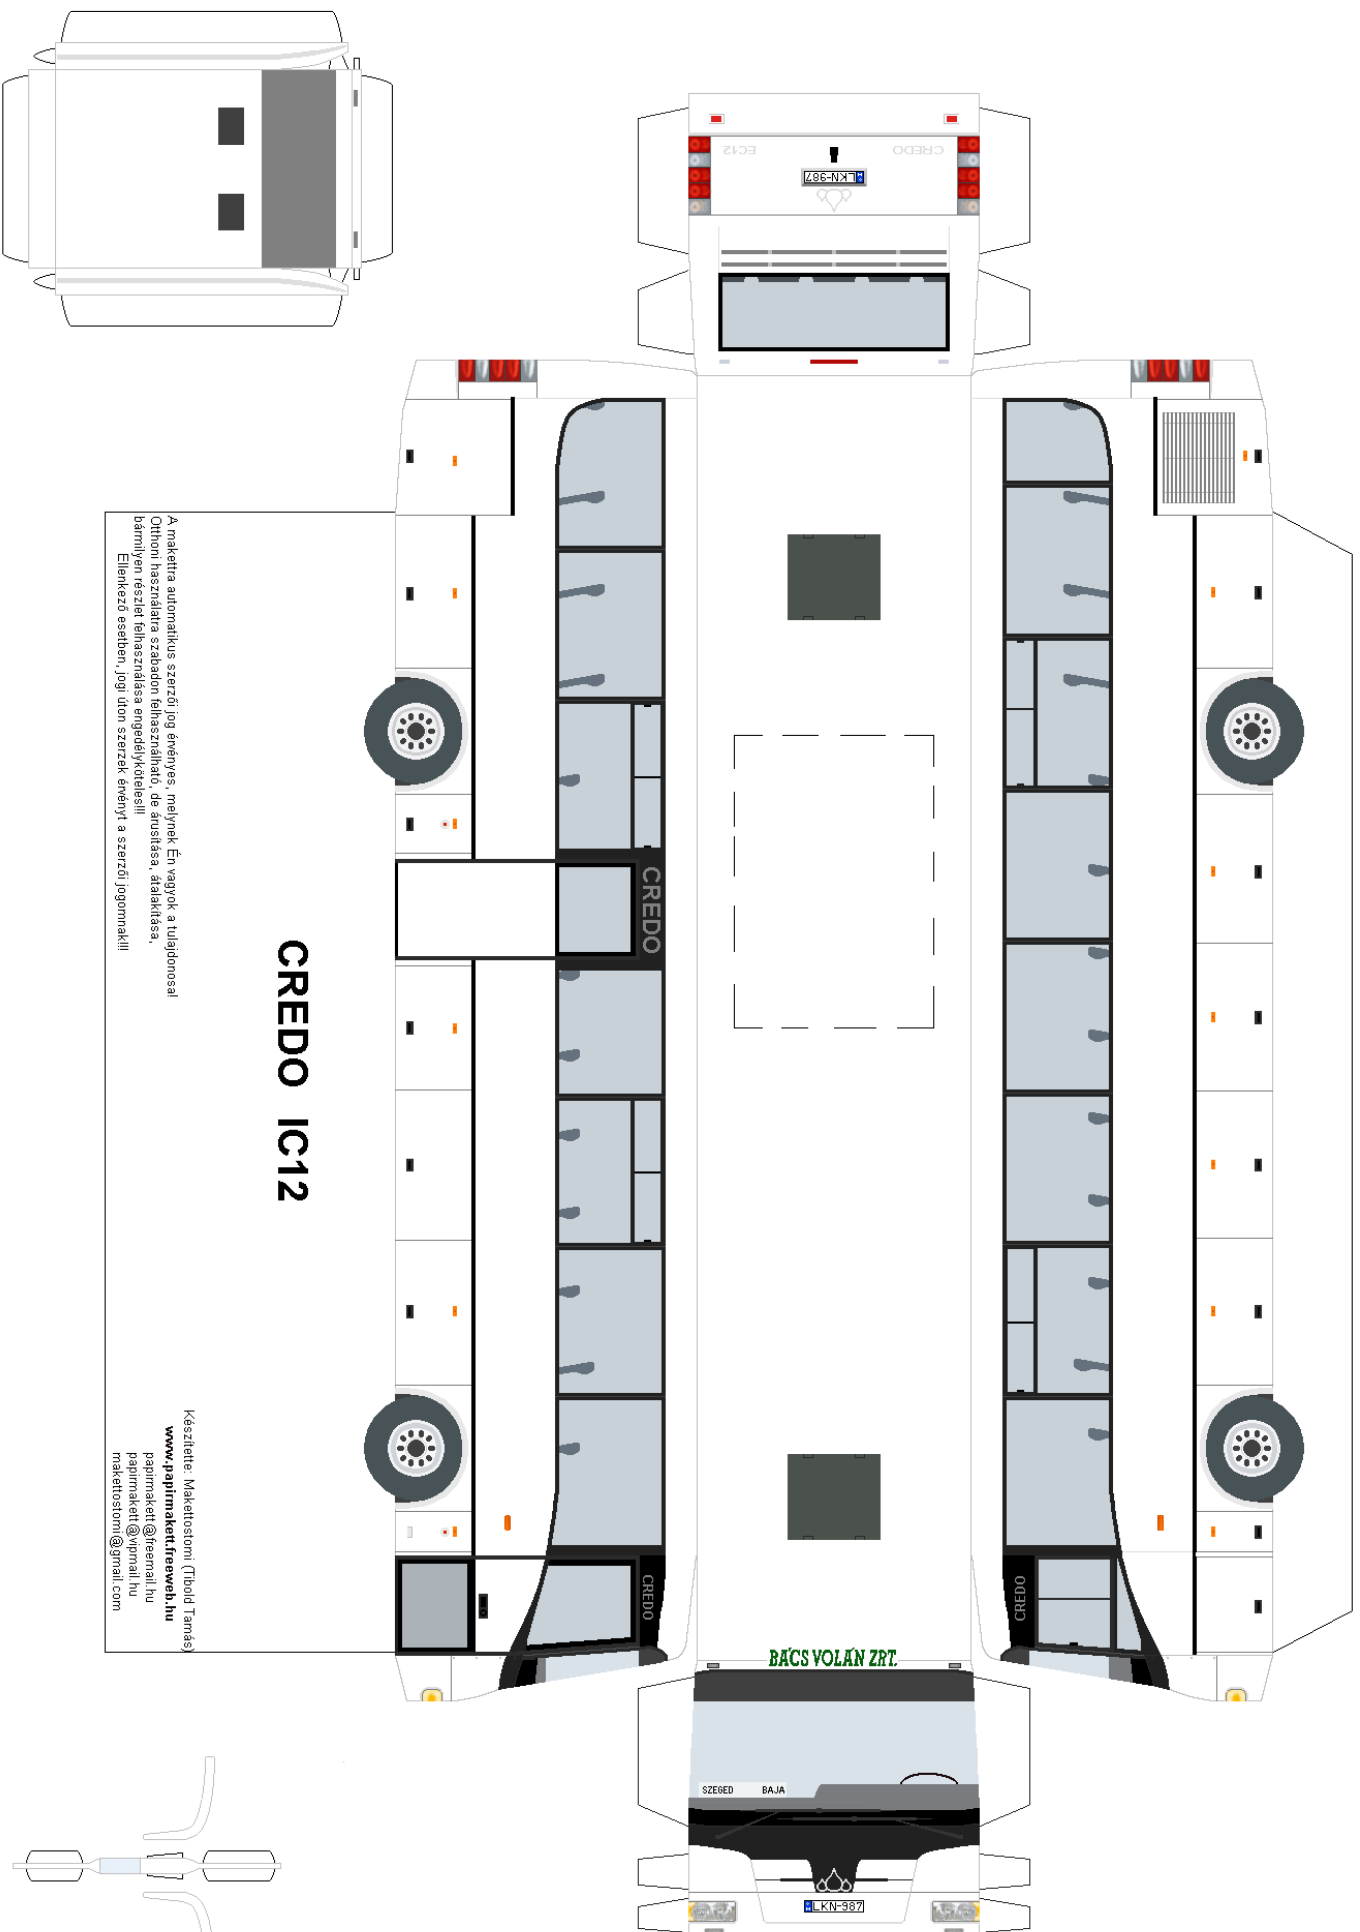 EC12
CREDO
LKN-987
A makettra automatikus szerzői jog érvényes, melynek Én vagyok a tulajdonosa!
Otthoni használatra szabadon felhasználható, de árusítása, átalakítása,
bármilyen részlet felhasználása engedélyköteles!!!
Ellenkező esetben, jogi úton szerzek érvényt a szerzői jogomnak!!!
CREDO
CREDO IC12
Készítette: Makettostomi (Tibold Tamás)
www.papirmakett.freeweb.hu
papirmakett@freemail.hu
papirmakett@vipmail.hu
makettostomi@gmail.com
CREDO
CREDO
BÁCS VOLÁN ZRT.
SZEGED BAJA
LKN-987